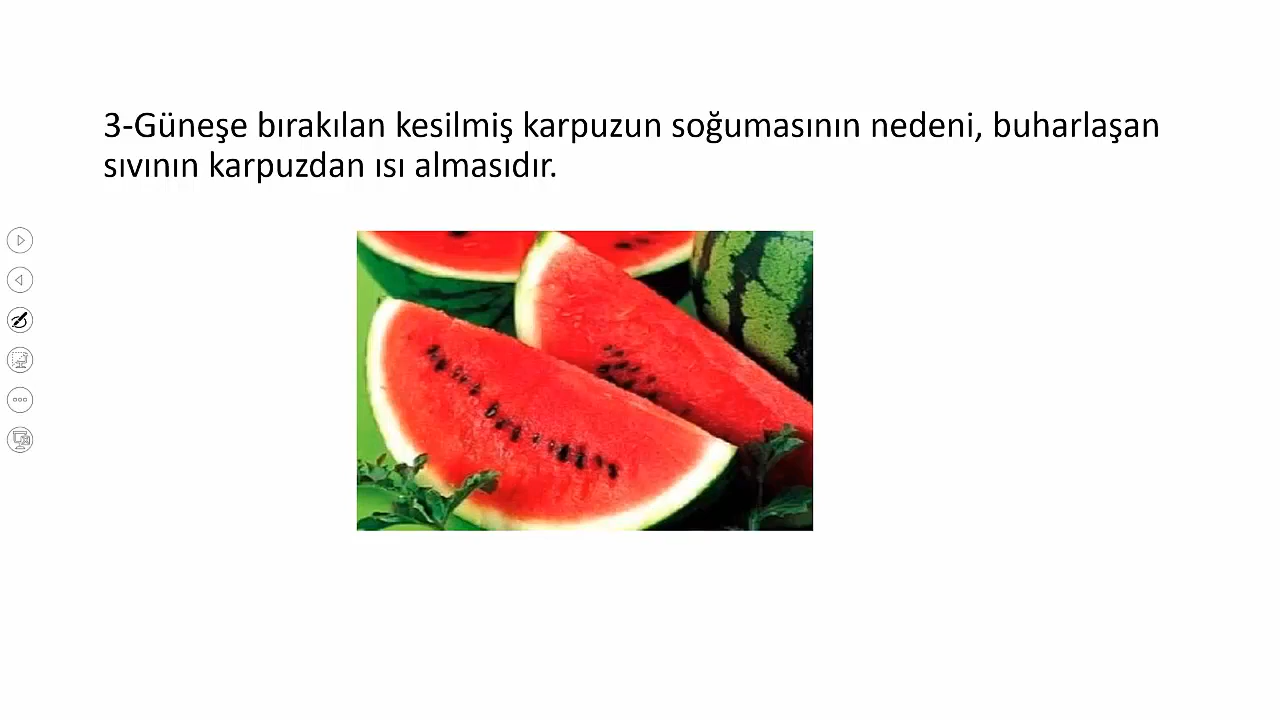 3-Güneşe bırakılan kesilmiş karpuzun soğumasının nedeni, buharlaşan
sıvının karpuzdan ısı almasıdır.